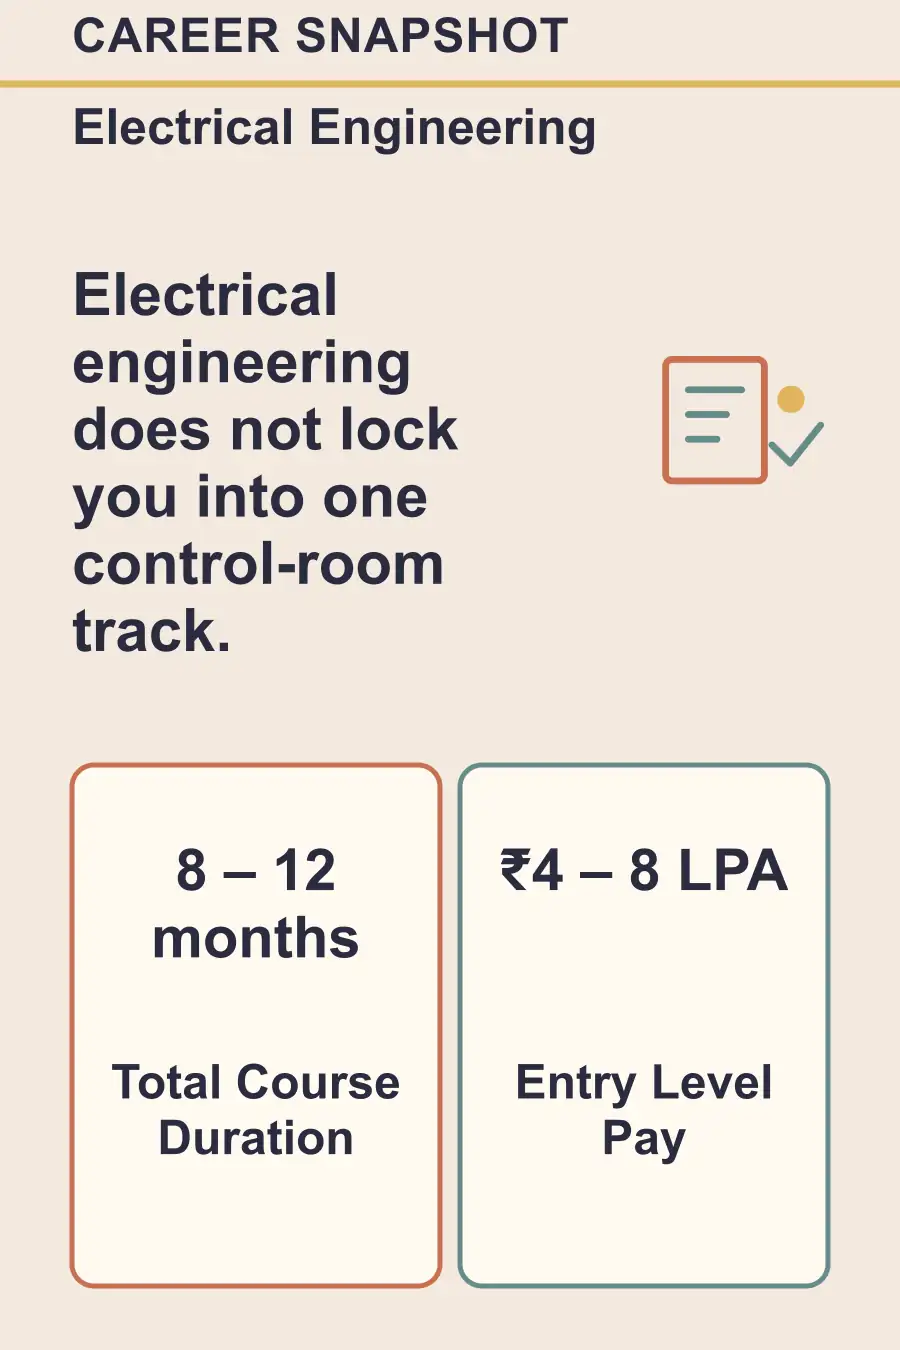 CAREER SNAPSHOT
Electrical Engineering
Electrical
engineering
does not lock
you into one
control-room
track.
8 – 12
months
Total Course
Duration
₹4 – 8 LPA
Entry Level
Pay